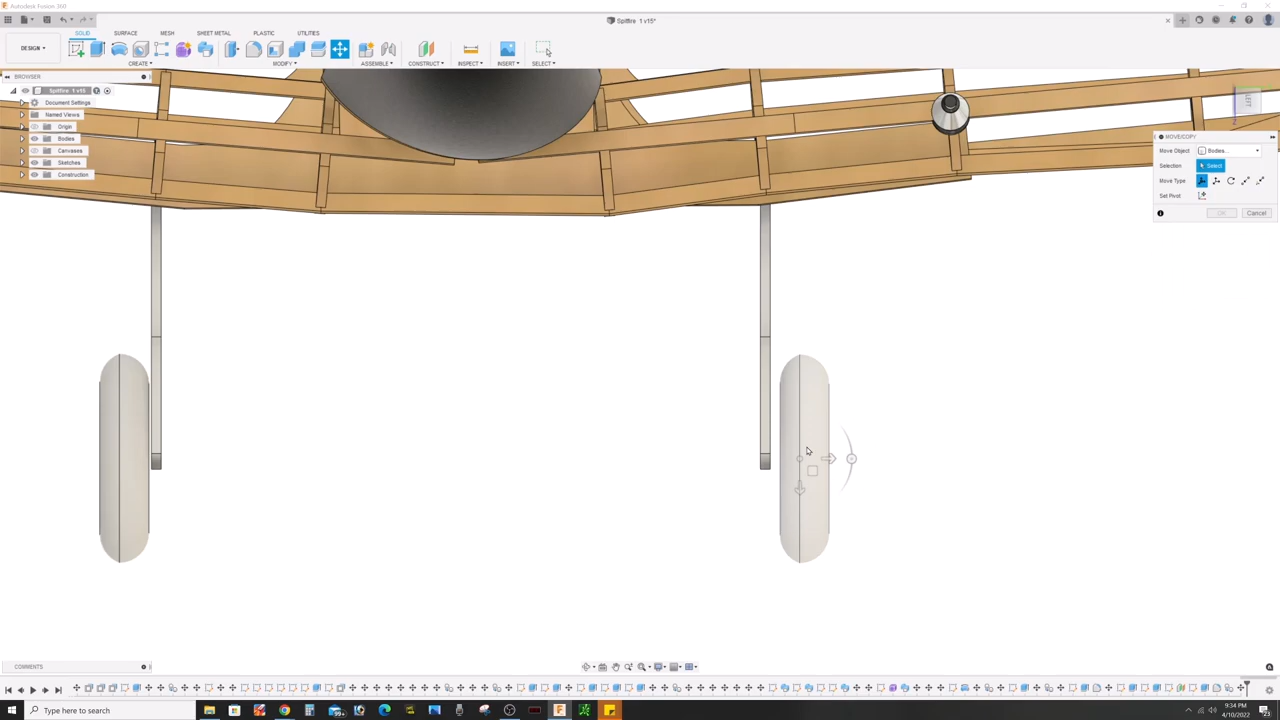 Autodesk Fusion 360
Spitfire 1 v15*
SOLID SURFACE MESH SHEET METAL PLASTIC UTILITIES
DESIGN
CREATE MODIFY ASSEMBLE CONSTRUCT INSPECT INSERT SELECT
BROWSER
Spitfire 1 v15
Document Settings
Named Views
Origin
Bodies
Canvases
Sketches
Construction
LEFT
MOVE/COPY
Move Object Bodies...
Selection Select
Move Type
Set Pivot
OK Cancel
COMMENTS
Type here to search
99+
9:34 PM
4/10/2022
23